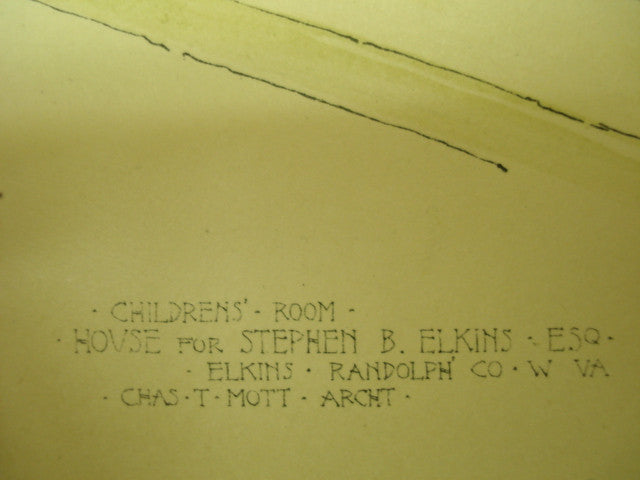 · CHILDRENS' · ROOM ·
· HOVSE FOR STEPHEN B. ELKINS · ESQ ·
· ELKINS · RANDOLPH' CO · W VA
· CHAS · T · MOTT · ARCHT ·